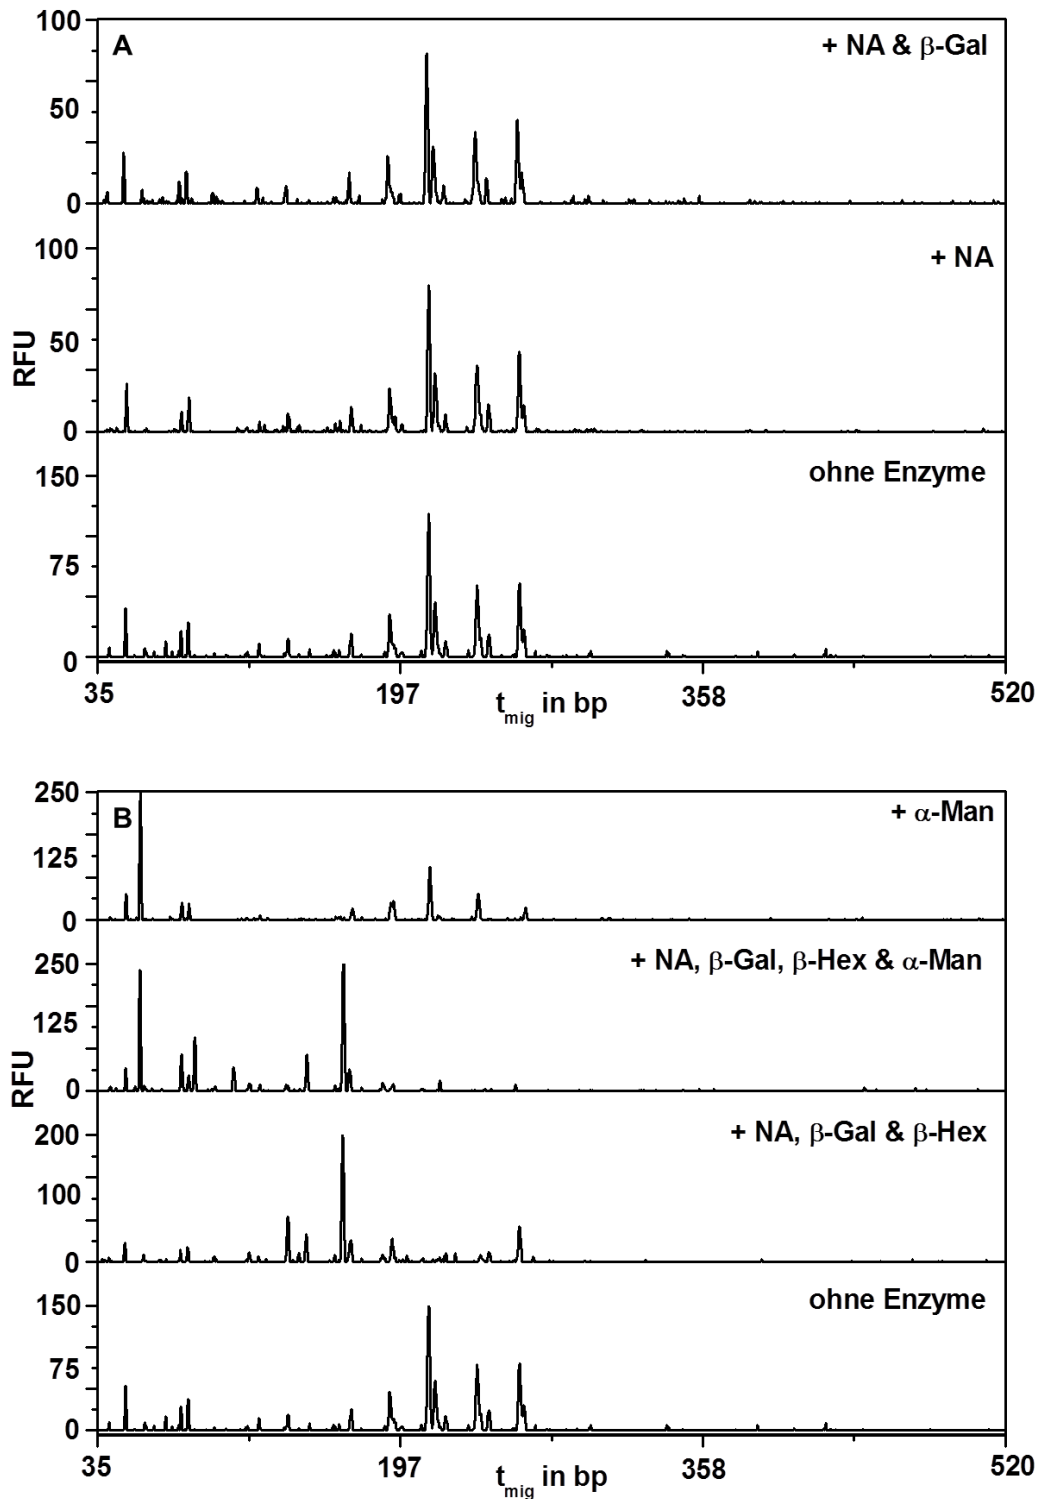 100
A
+ NA & β-Gal
50
0
100
+ NA
50
RFU
0
150
ohne Enzyme
75
0
35
197
tmig in bp
358
520
250
B
+ α-Man
125
0
250
+ NA, β-Gal, β-Hex & α-Man
125
RFU
0
200
+ NA, β-Gal & β-Hex
100
0
150
ohne Enzyme
75
0
35
197
tmig in bp
358
520